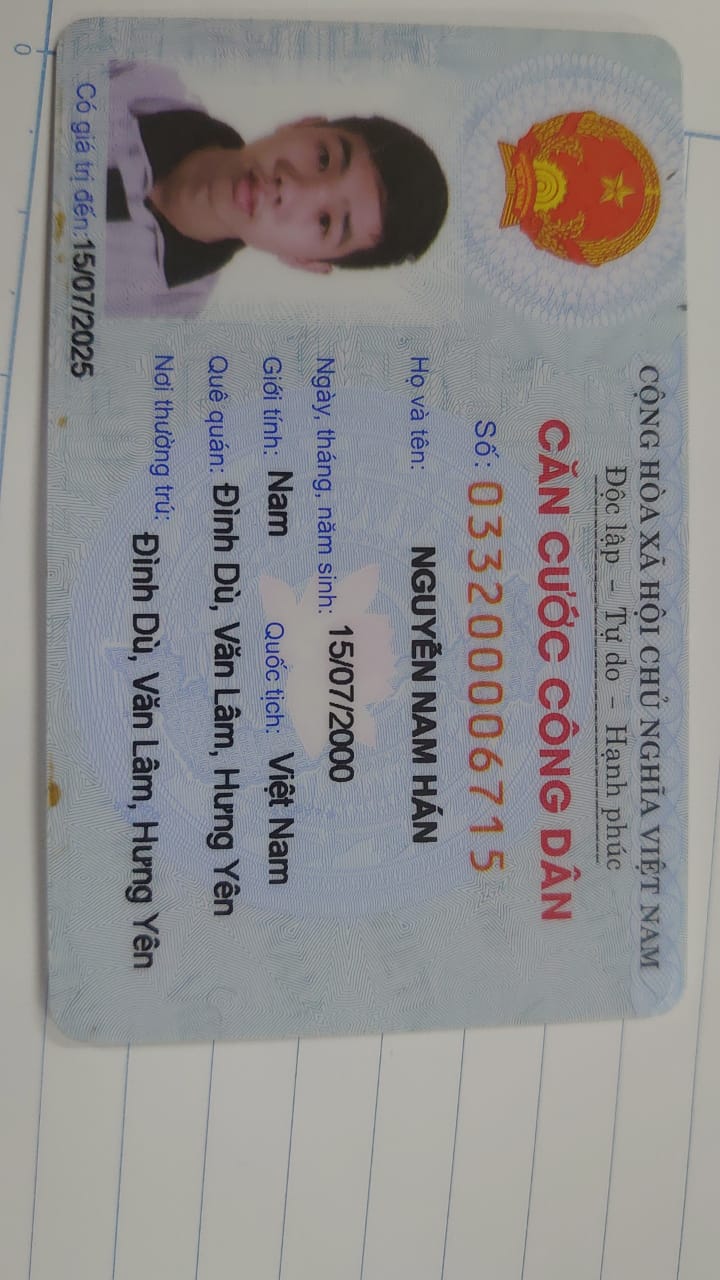 CỘNG HÒA XÃ HỘI CHỦ NGHĨA VIỆT NAM
Độc lập - Tự do - Hạnh phúc
CĂN CƯỚC CÔNG DÂN
Số: 033200006715
Họ và tên:
NGUYỄN NAM HÁN
Ngày, tháng, năm sinh: 15/07/2000
Giới tính: Nam Quốc tịch: Việt Nam
Quê quán: Đình Dù, Văn Lâm, Hưng Yên
Nơi thường trú:
Đình Dù, Văn Lâm, Hưng Yên
Có giá trị đến: 15/07/2025
0